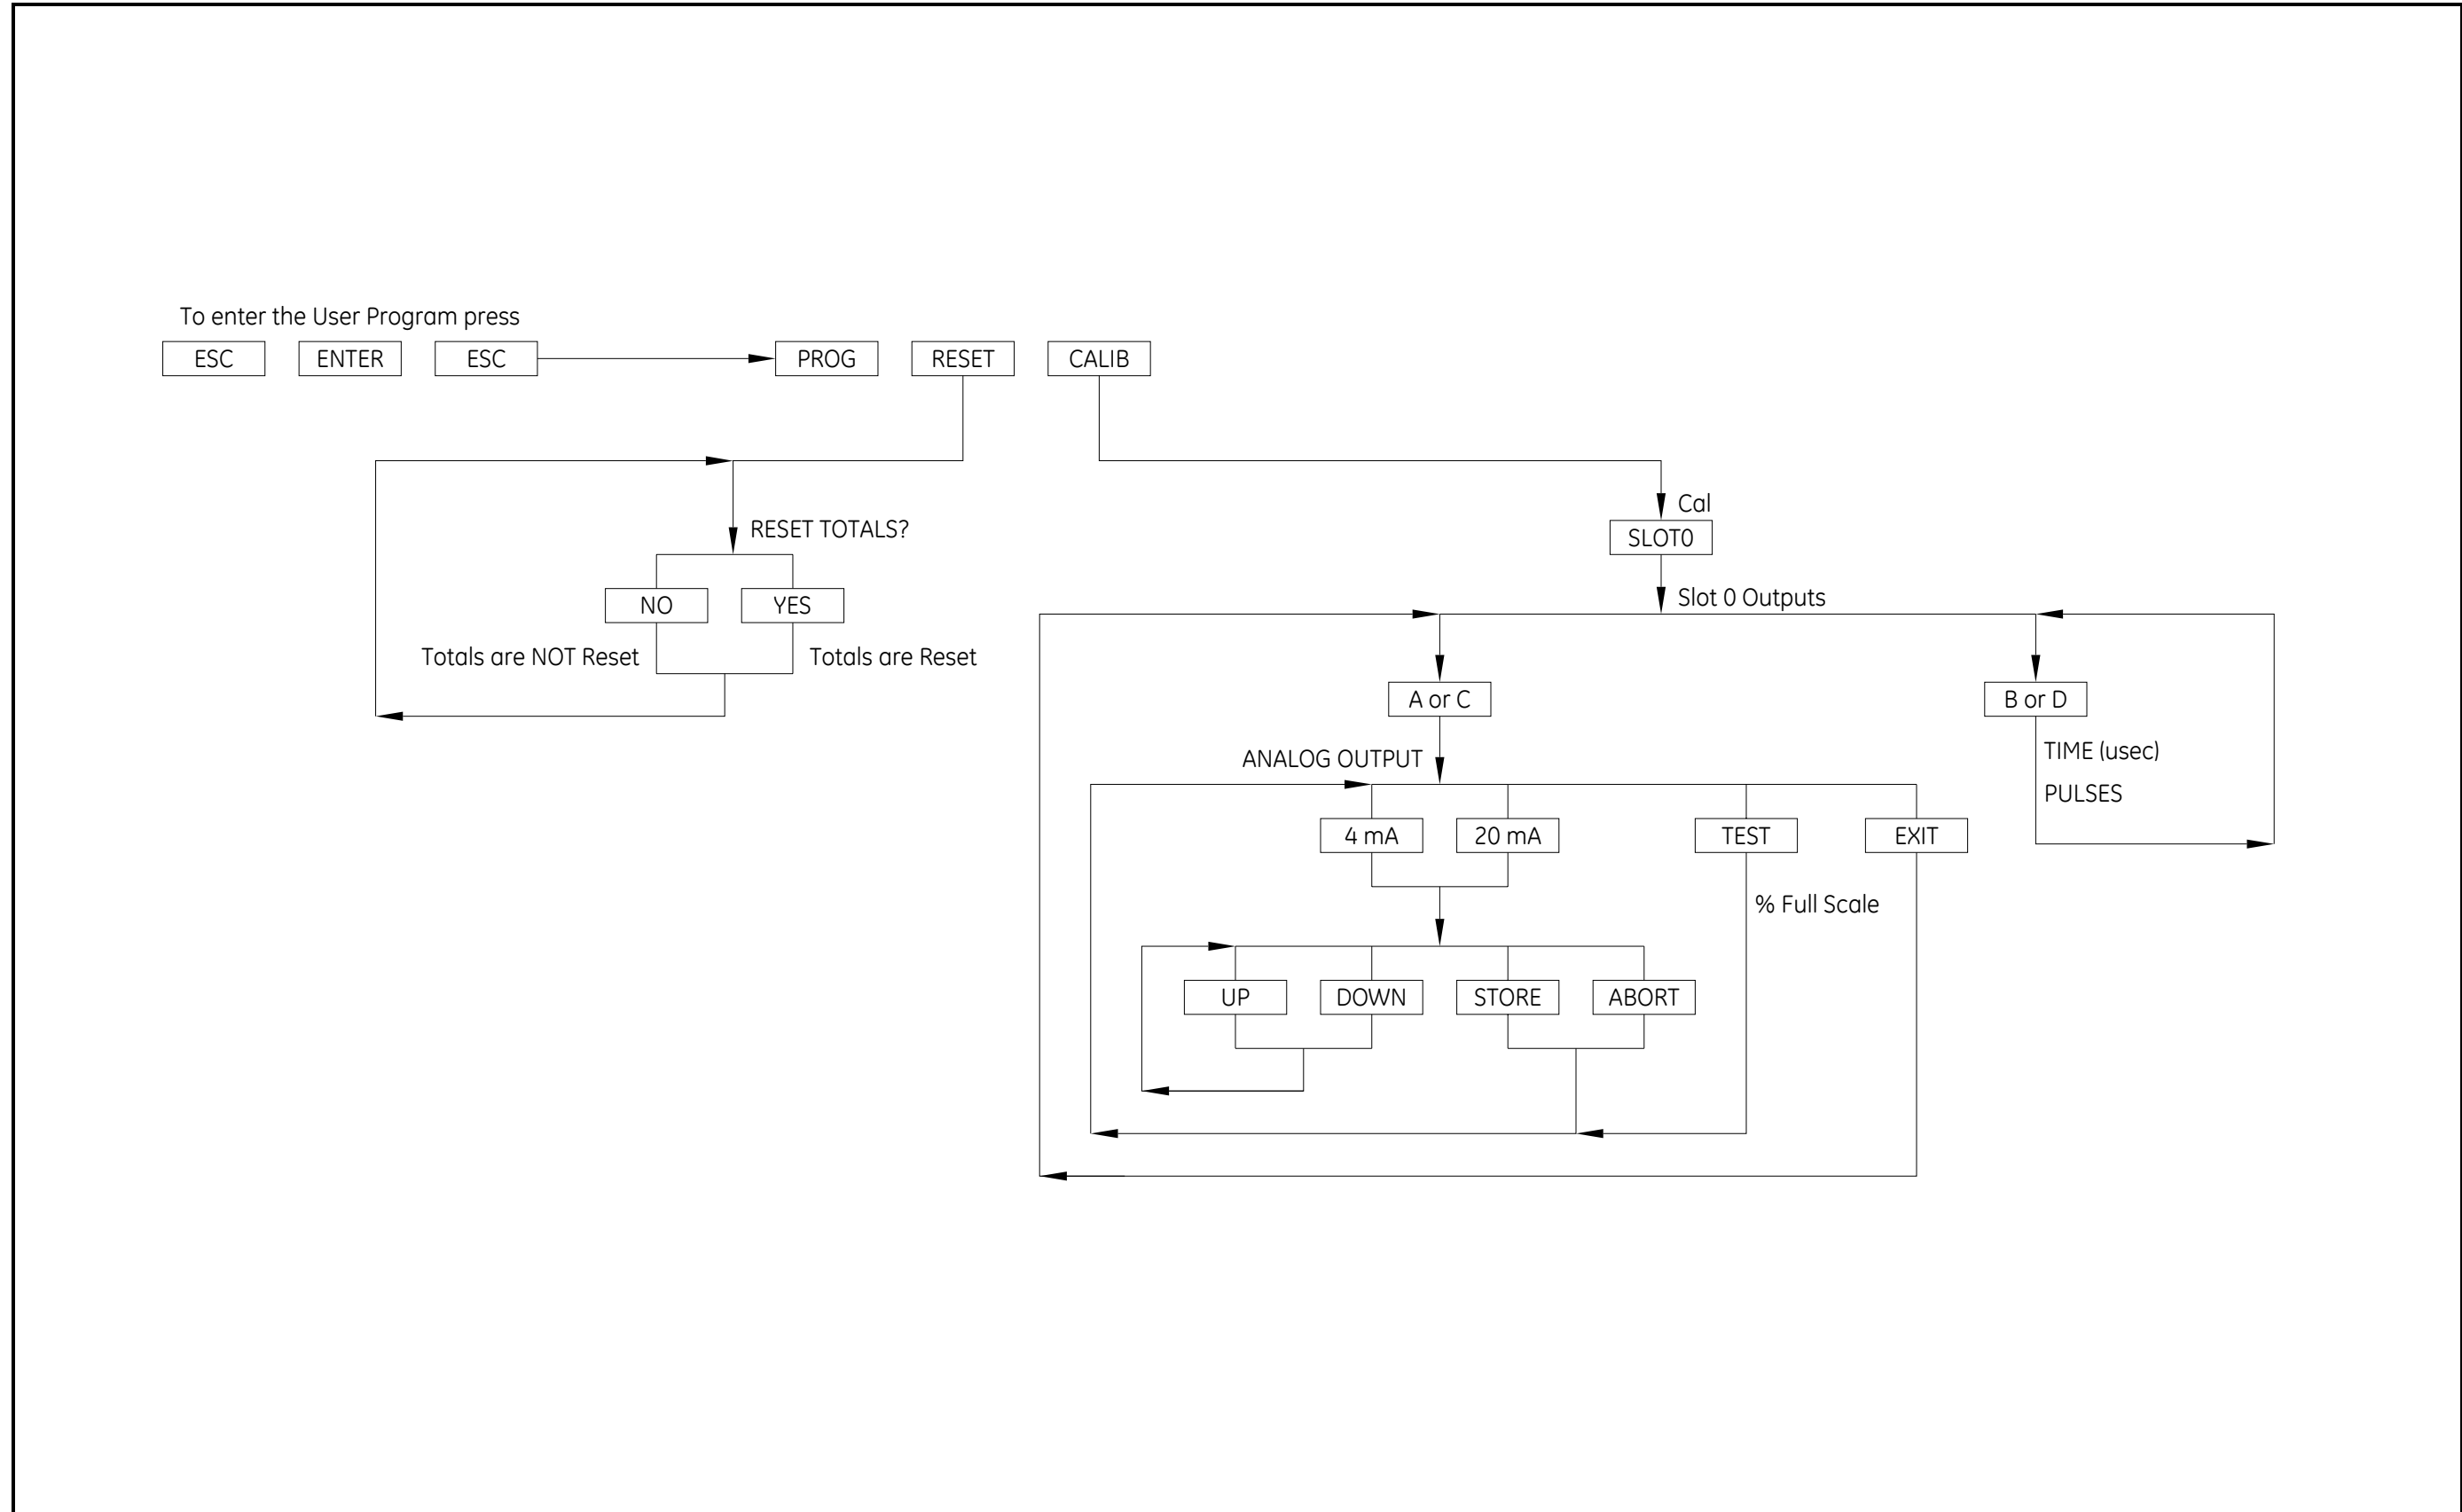 To enter the User Program press
ESC ENTER ESC PROG RESET CALIB
RESET TOTALS?
NO YES
Totals are NOT Reset Totals are Reset
Cal
SLOT0
Slot 0 Outputs
A or C B or D
ANALOG OUTPUT
TIME (usec)
PULSES
4 mA 20 mA TEST EXIT
% Full Scale
UP DOWN STORE ABORT